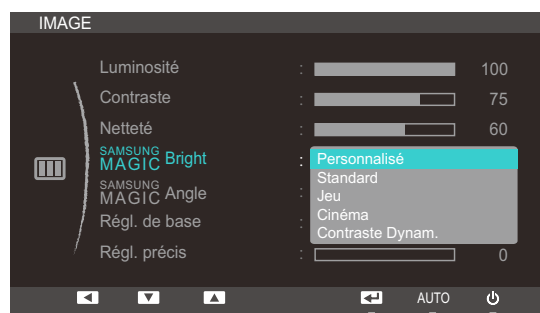 IMAGE
Luminosité : 100
Contraste : 75
Netteté : 60
SAMSUNG MAGIC Bright : Personnalisé
Standard
SAMSUNG MAGIC Angle : Jeu
Cinéma
Régl. de base : Contraste Dynam.
Régl. précis : 0
AUTO